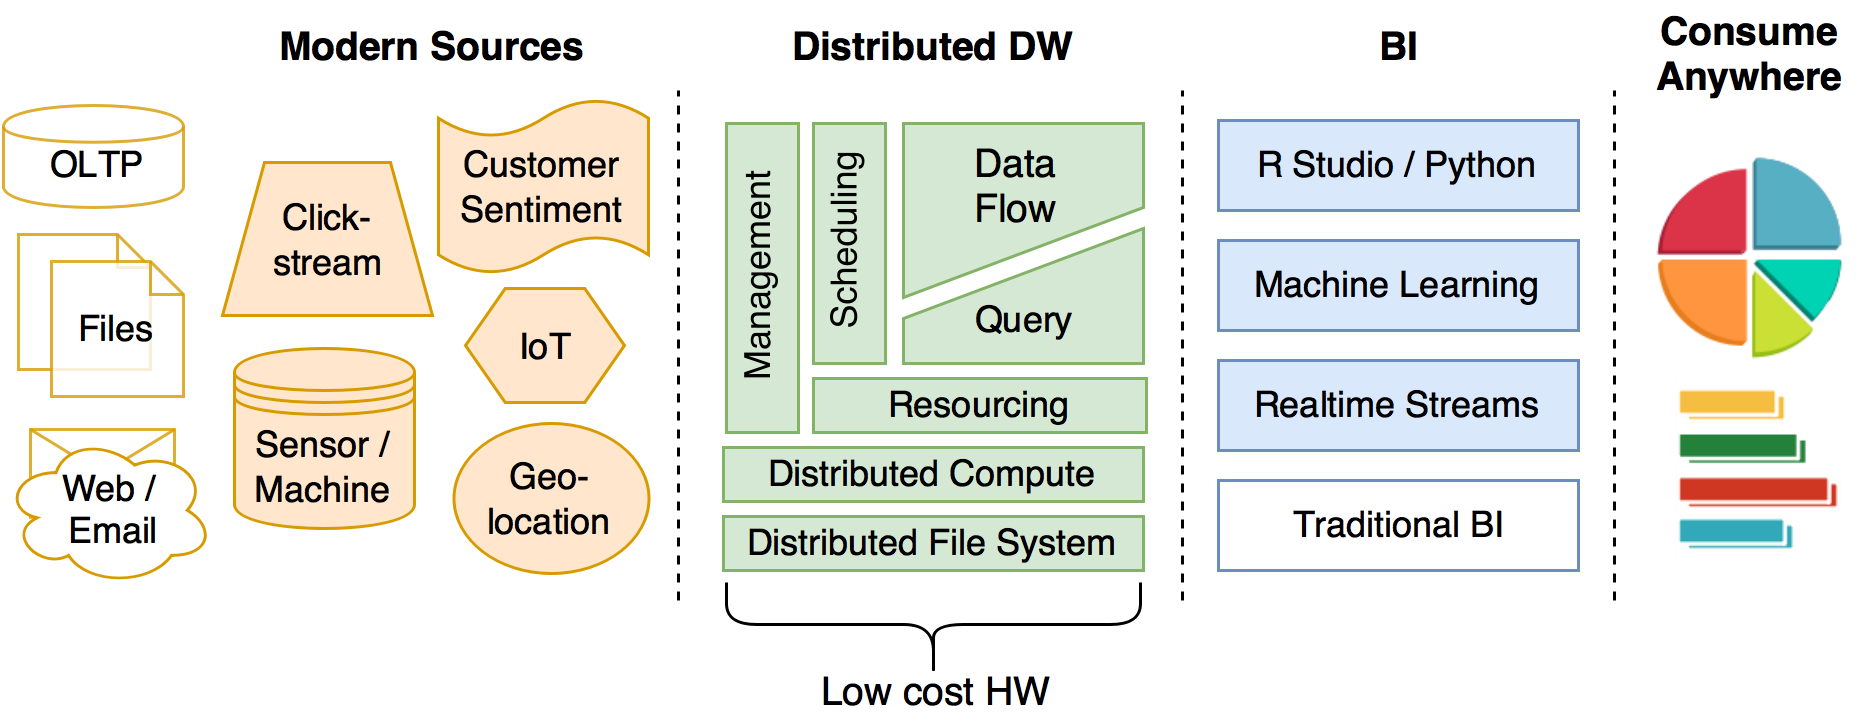 Modern Sources
OLTP
Files
Web /
Email
Click-
stream
Sensor /
Machine
Customer
Sentiment
IoT
Geo-
location
Distributed DW
Management
Scheduling
Data
Flow
Query
Resourcing
Distributed Compute
Distributed File System
Low cost HW
BI
R Studio / Python
Machine Learning
Realtime Streams
Traditional BI
Consume
Anywhere